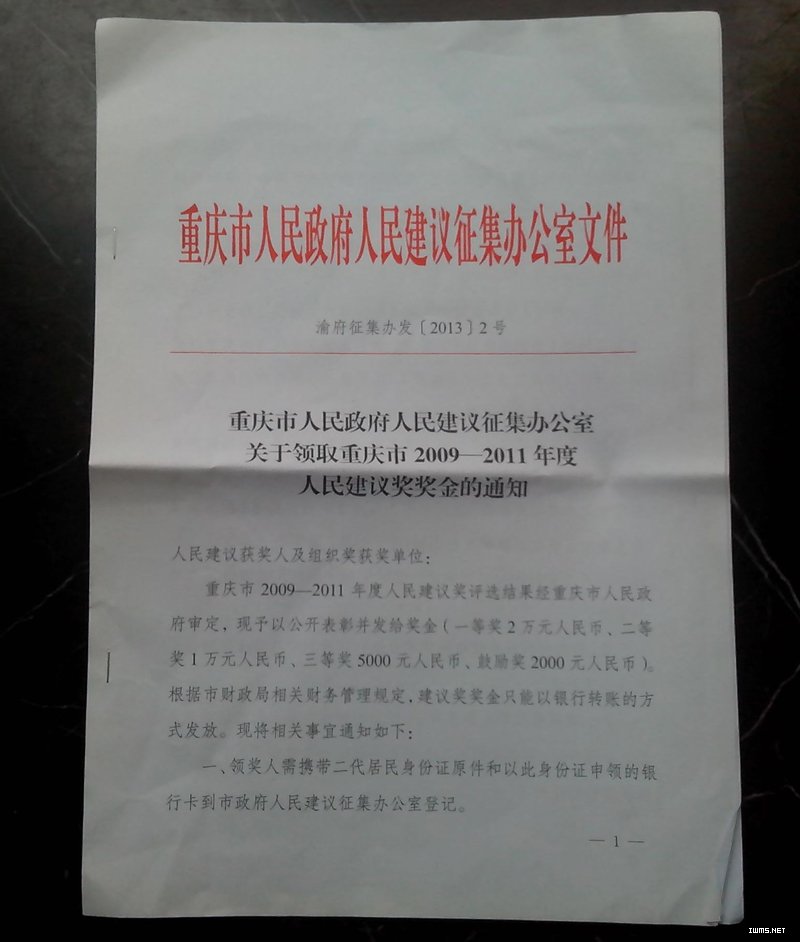 重庆市人民政府人民建议征集办公室文件
渝府征集办发〔2013〕2号
重庆市人民政府人民建议征集办公室
关于领取重庆市2009—2011年度
人民建议奖奖金的通知
人民建议获奖人及组织奖获奖单位：
重庆市2009—2011年度人民建议奖评选结果经重庆市人民政
府审定，现予以公开表彰并发给奖金（一等奖2万元人民币、二等
奖1万元人民币、三等奖5000元人民币、鼓励奖2000元人民币）。
根据市财政局相关财务管理规定，建议奖奖金只能以银行转账的方
式发放。现将相关事宜通知如下：
一、领奖人需携带二代居民身份证原件和以此身份证申领的银
行卡到市政府人民建议征集办公室登记。
— 1 —
IWMS.NET